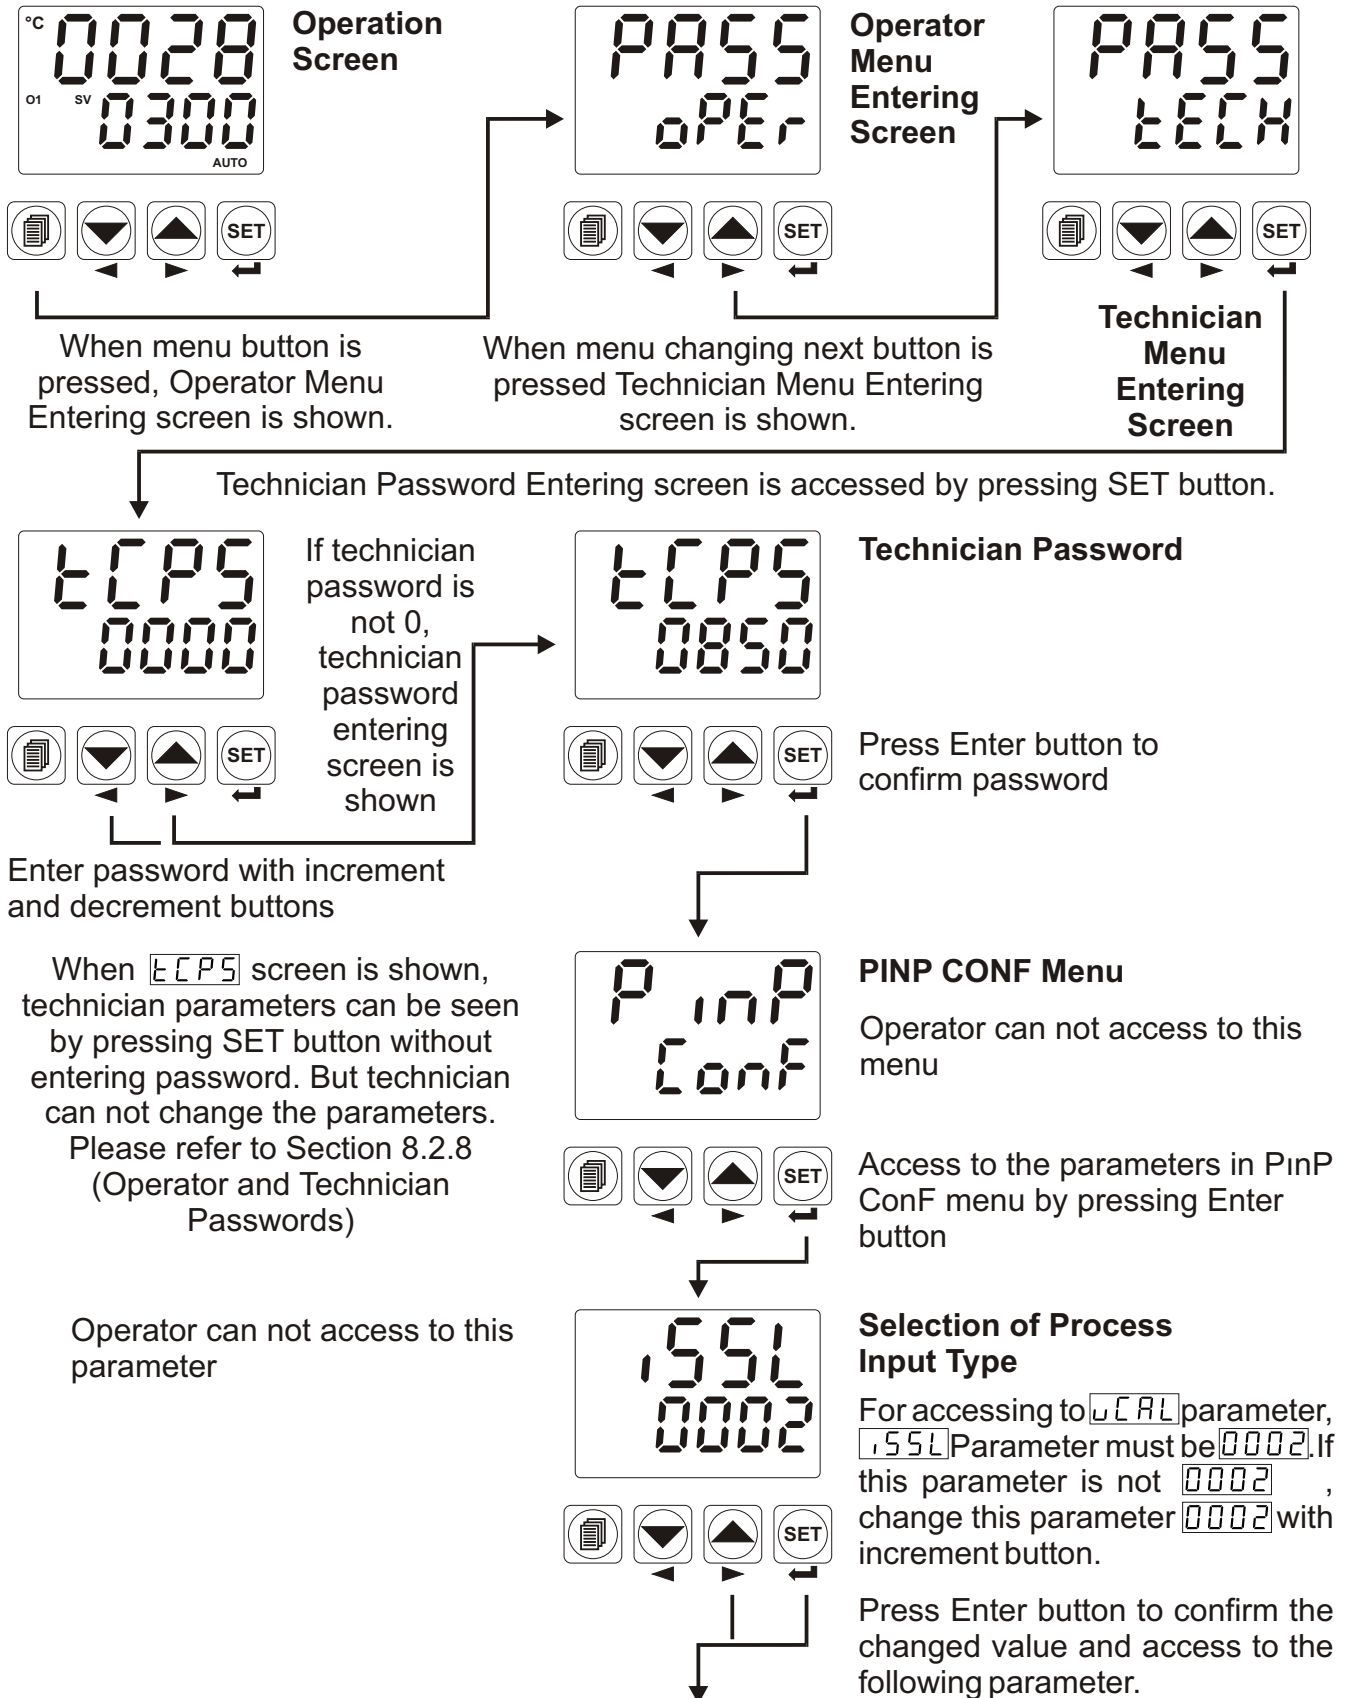 °C
0028
O1
SV
0300
AUTO
Operation
Screen
PASS
oPEr
Operator
Menu
Entering
Screen
PASS
tECH
SET
SET
SET
When menu button is
pressed, Operator Menu
Entering screen is shown.
When menu changing next button is
pressed Technician Menu Entering
screen is shown.
Technician
Menu
Entering
Screen
Technician Password Entering screen is accessed by pressing SET button.
tCPS
0000
If technician
password is
not 0,
technician
password
entering
screen is
shown
tCPS
0850
Technician Password
SET
SET
Press Enter button to
confirm password
Enter password with increment
and decrement buttons
When tCPS screen is shown,
technician parameters can be seen
by pressing SET button without
entering password. But technician
can not change the parameters.
Please refer to Section 8.2.8
(Operator and Technician
Passwords)
PınP
ConF
PINP CONF Menu
Operator can not access to this
menu
SET
Access to the parameters in PınP
ConF menu by pressing Enter
button
Operator can not access to this
parameter
ıSSL
0002
Selection of Process
Input Type
For accessing to uCAL parameter,
ıSSL Parameter must be 0002. If
this parameter is not 0002 ,
change this parameter 0002 with
increment button.
SET
Press Enter button to confirm the
changed value and access to the
following parameter.